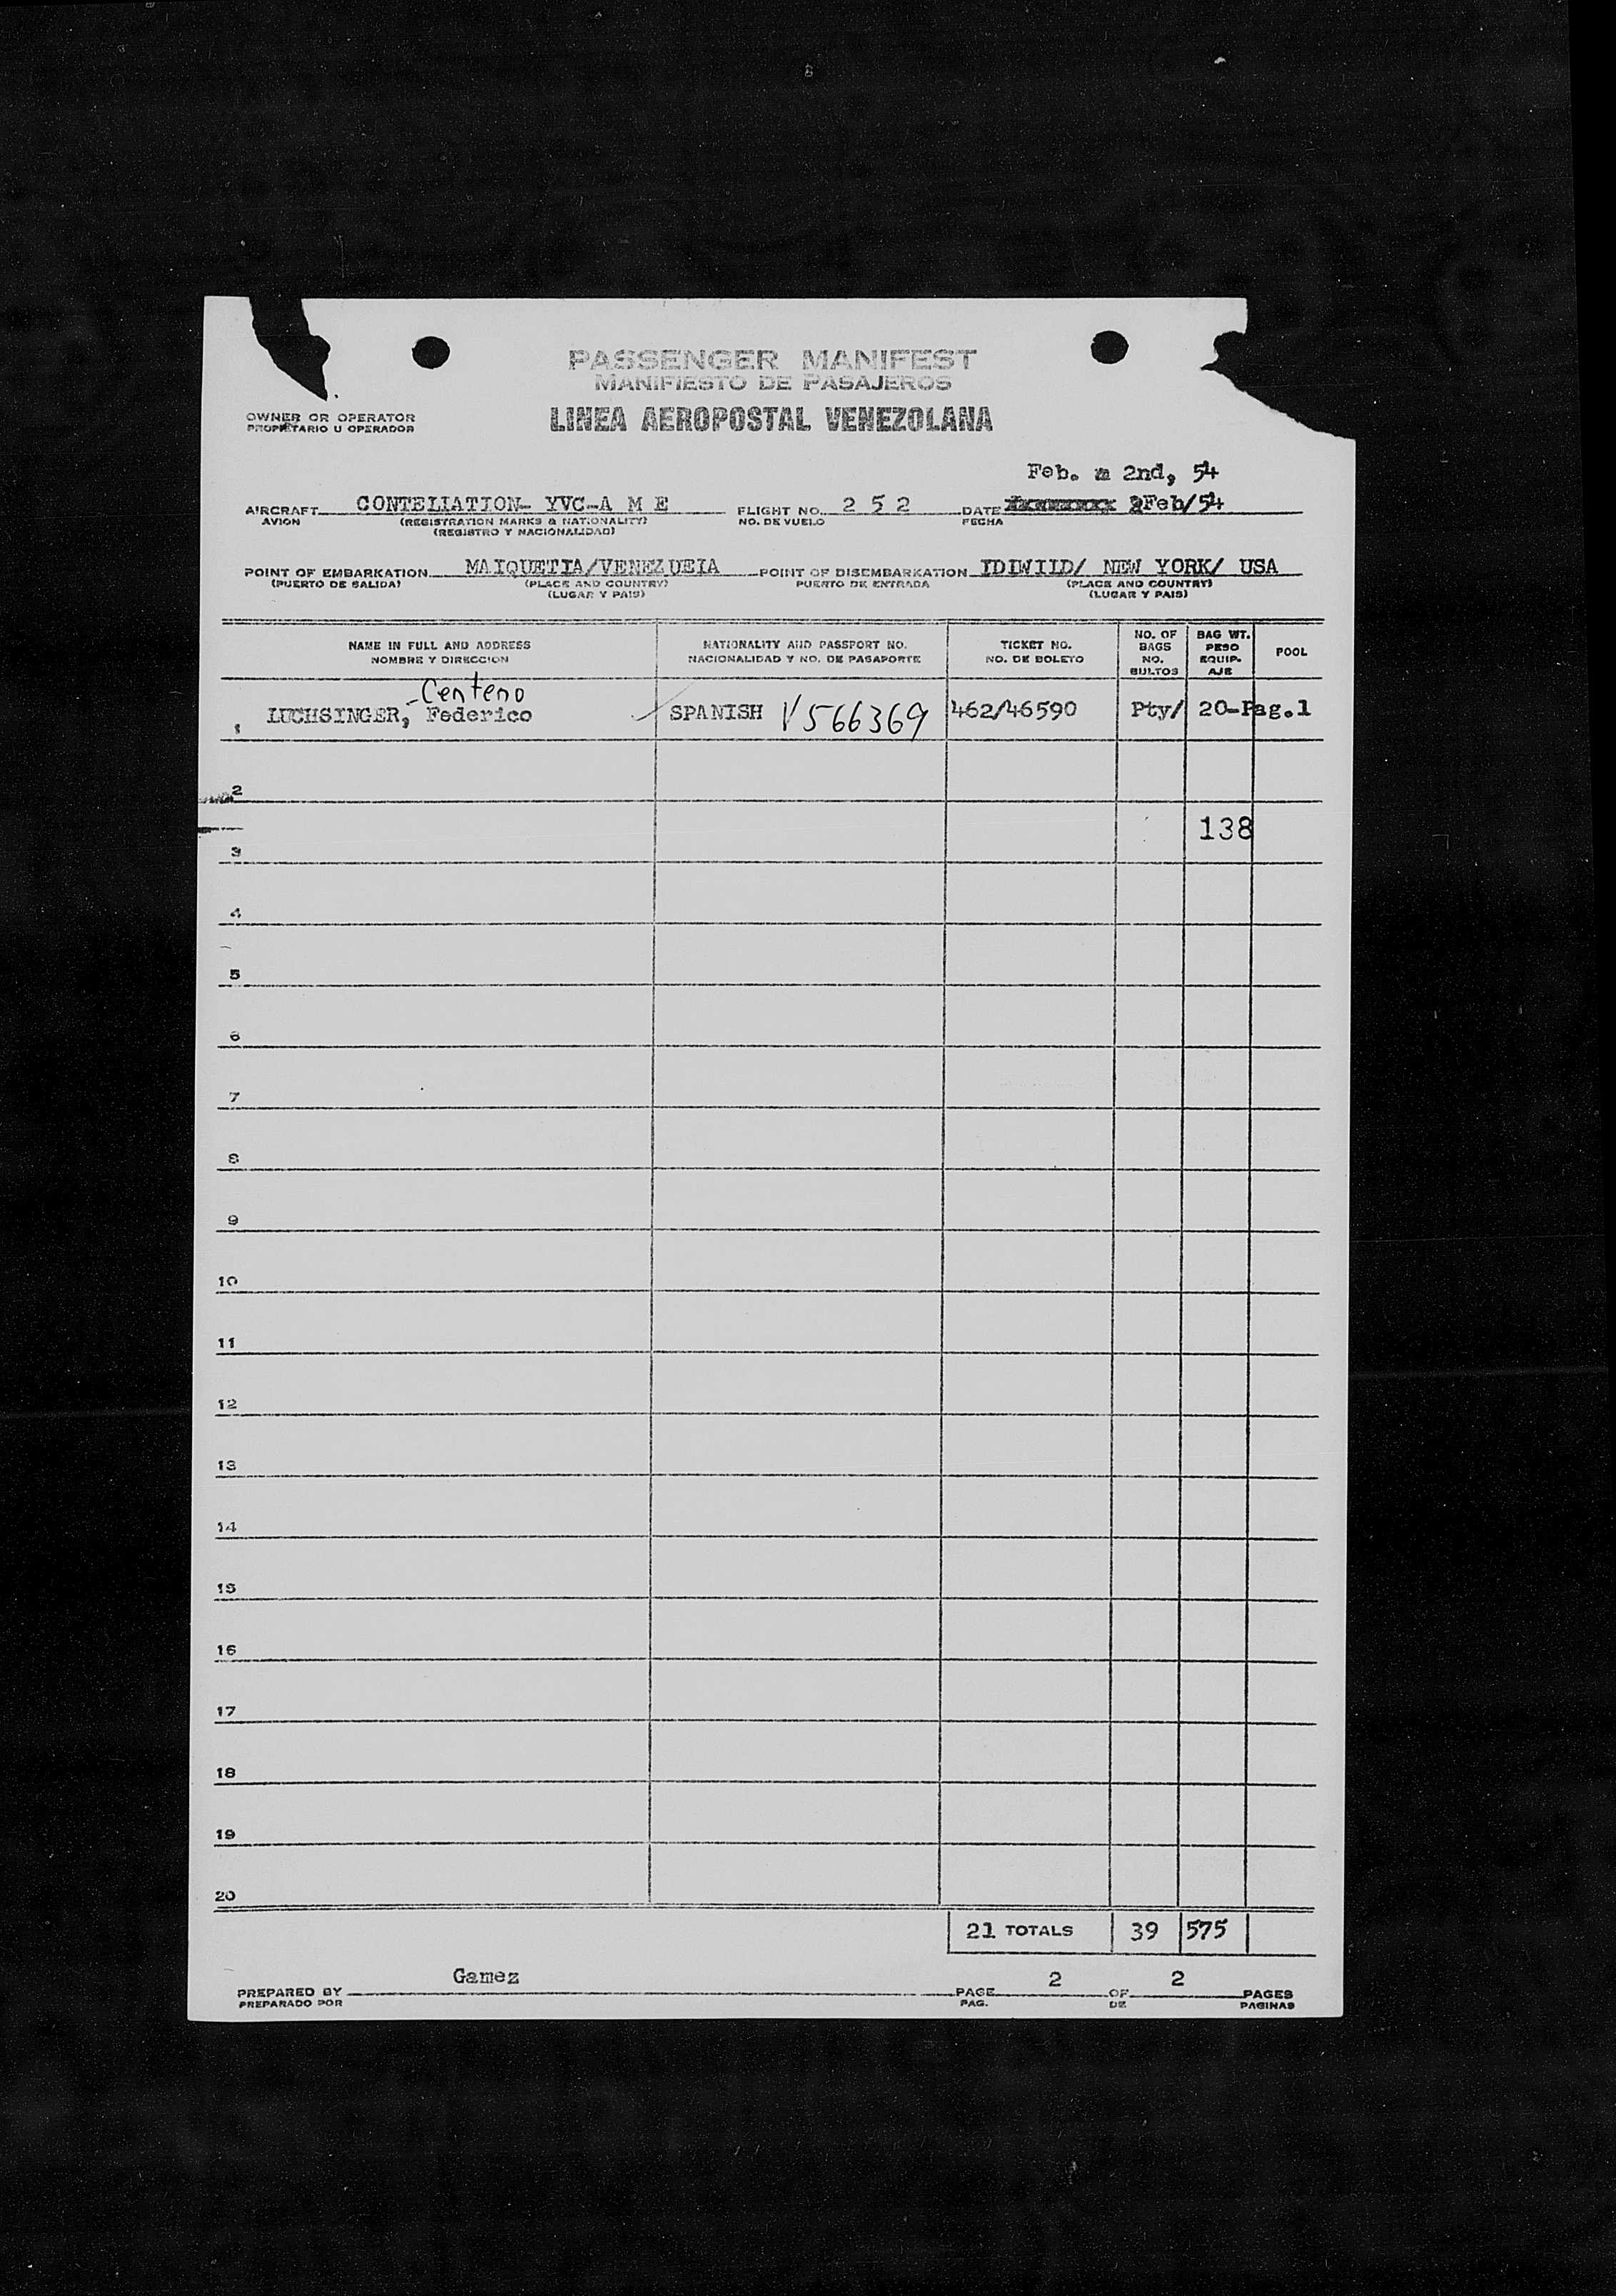 PASSENGER MANIFEST
MANIFIESTO DE PASAJEROS
OWNER OR OPERATOR
PROPIETARIO U OPERADOR
LINEA AEROPOSTAL VENEZOLANA
Feb. 2nd, 54
AIRCRAFT CONTELIATION- YVC-A M E FLIGHT NO. 2 5 2 DATE 2Feb/54
AVION (REGISTRATION MARKS & NATIONALITY) NO. DE VUELO FECHA
(REGISTRO Y NACIONALIDAD)
POINT OF EMBARKATION MAIQUETIA/VENEZUEIA POINT OF DISEMBARKATION IDIWIID/ NEW YORK/ USA
(PUERTO DE SALIDA) (PLACE AND COUNTRY) PUERTO DE ENTRADA (PLACE AND COUNTRY)
(LUGAR Y PAIS) (LUGAR Y PAIS)
NAME IN FULL AND ADDRESS NATIONALITY AND PASSPORT NO. TICKET NO. NO. OF BAGS BAG WT. POOL
NOMBRE Y DIRECCION NACIONALIDAD Y NO. DE PASAPORTE NO. DE BOLETO NO. BULTOS PESO EQUIP- AJE
-Centeno
1 LUCHSINGER, Federico SPANISH V566369 462/46590 Pty/ 20-Pag.1
2
138
3
4
5
6
7
8
9
10
11
12
13
14
15
16
17
18
19
20
21 TOTALS 39 575
PREPARED BY Gamez PAGE 2 OF 2 PAGES
PREPARADO POR PAG. DE PAGINAS